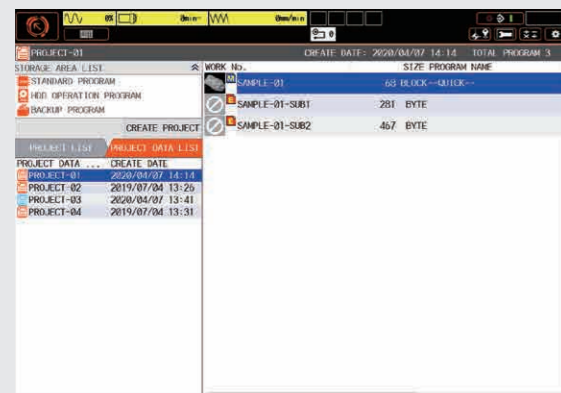 0% 0min⁻ 0mm/min
0
PROJECT-01 CREATE DATE: 2020/04/07 14:14 TOTAL PROGRAM 3
STORAGE AREA LIST
STANDARD PROGRAM
HDD OPERATION PROGRAM
BACKUP PROGRAM
CREATE PROJECT
PROJECT LIST PROJECT DATA LIST
PROJECT DATA ... CREATE DATE
PROJECT-01 2020/04/07 14:14
PROJECT-02 2019/07/04 13:26
PROJECT-03 2020/04/07 13:41
PROJECT-04 2019/07/04 13:31
WORK No. SIZE PROGRAM NAME
M SAMPLE-01 68 BLOCK--QUICK--
E SAMPLE-01-SUB1 281 BYTE
E SAMPLE-01-SUB2 467 BYTE